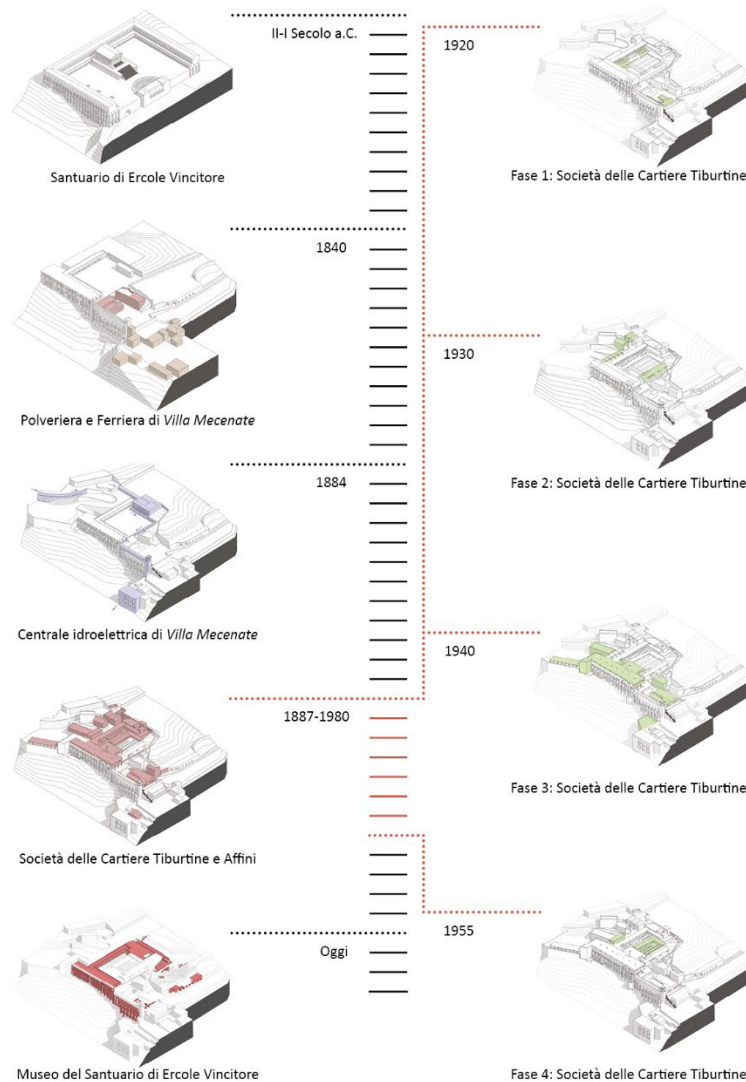 II-I Secolo a.C.
Santuario di Ercole Vincitore
1840
Polveriera e Ferriera di Villa Mecenate
1884
Centrale idroelettrica di Villa Mecenate
1887-1980
Società delle Cartiere Tiburtine e Affini
Oggi
Museo del Santuario di Ercole Vincitore
1920
Fase 1: Società delle Cartiere Tiburtine
1930
Fase 2: Società delle Cartiere Tiburtine
1940
Fase 3: Società delle Cartiere Tiburtine
1955
Fase 4: Società delle Cartiere Tiburtine